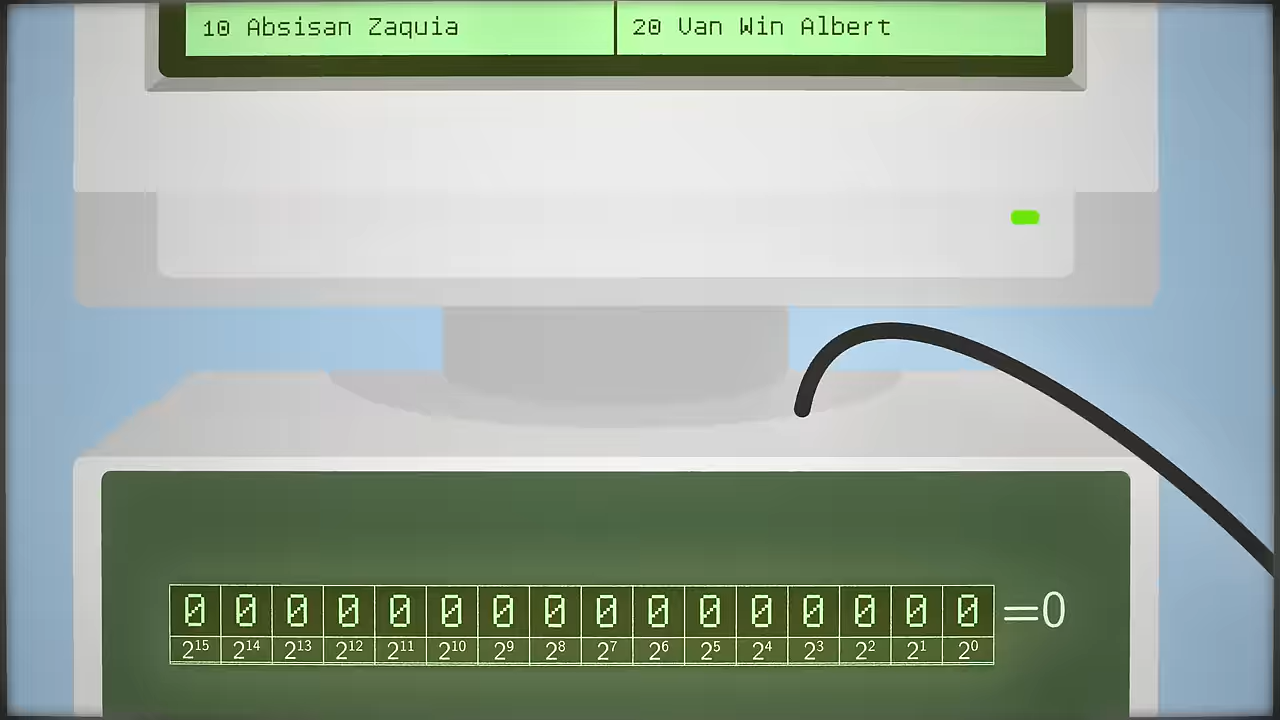 10 Absisan Zaquia
20 Van Win Albert
0 0 0 0 0 0 0 0 0 0 0 0 0 0 0 0 =0
2¹⁵ 2¹⁴ 2¹³ 2¹² 2¹¹ 2¹⁰ 2⁹ 2⁸ 2⁷ 2⁶ 2⁵ 2⁴ 2³ 2² 2¹ 2⁰